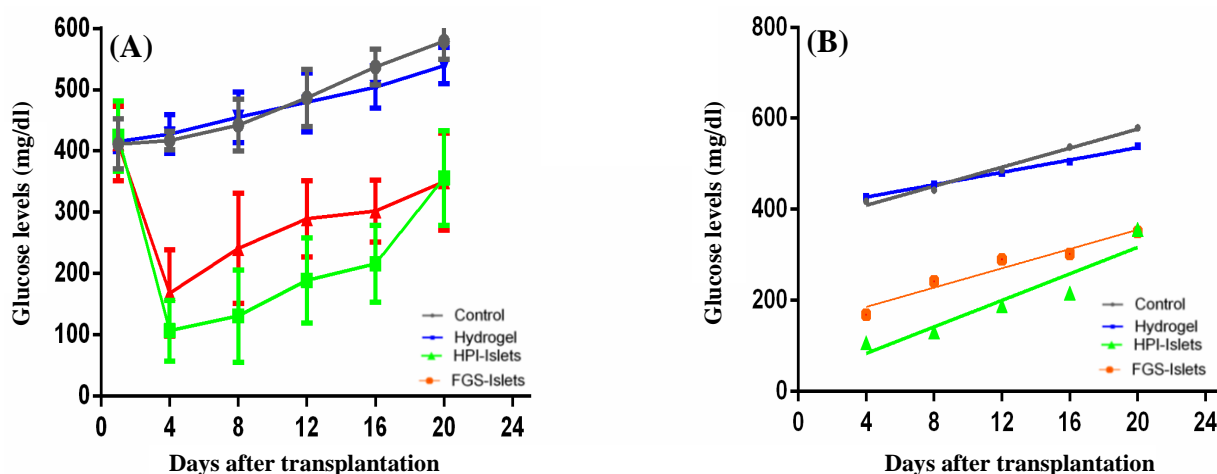 (A)
Glucose levels (mg/dl)
600
500
400
300
200
100
0
0 4 8 12 16 20 24
Days after transplantation
Control
Hydrogel
HPI-Islets
FGS-Islets
(B)
Glucose levels (mg/dl)
800
600
400
200
0
0 4 8 12 16 20 24
Days after transplantation
Control
Hydrogel
HPI-Islets
FGS-Islets